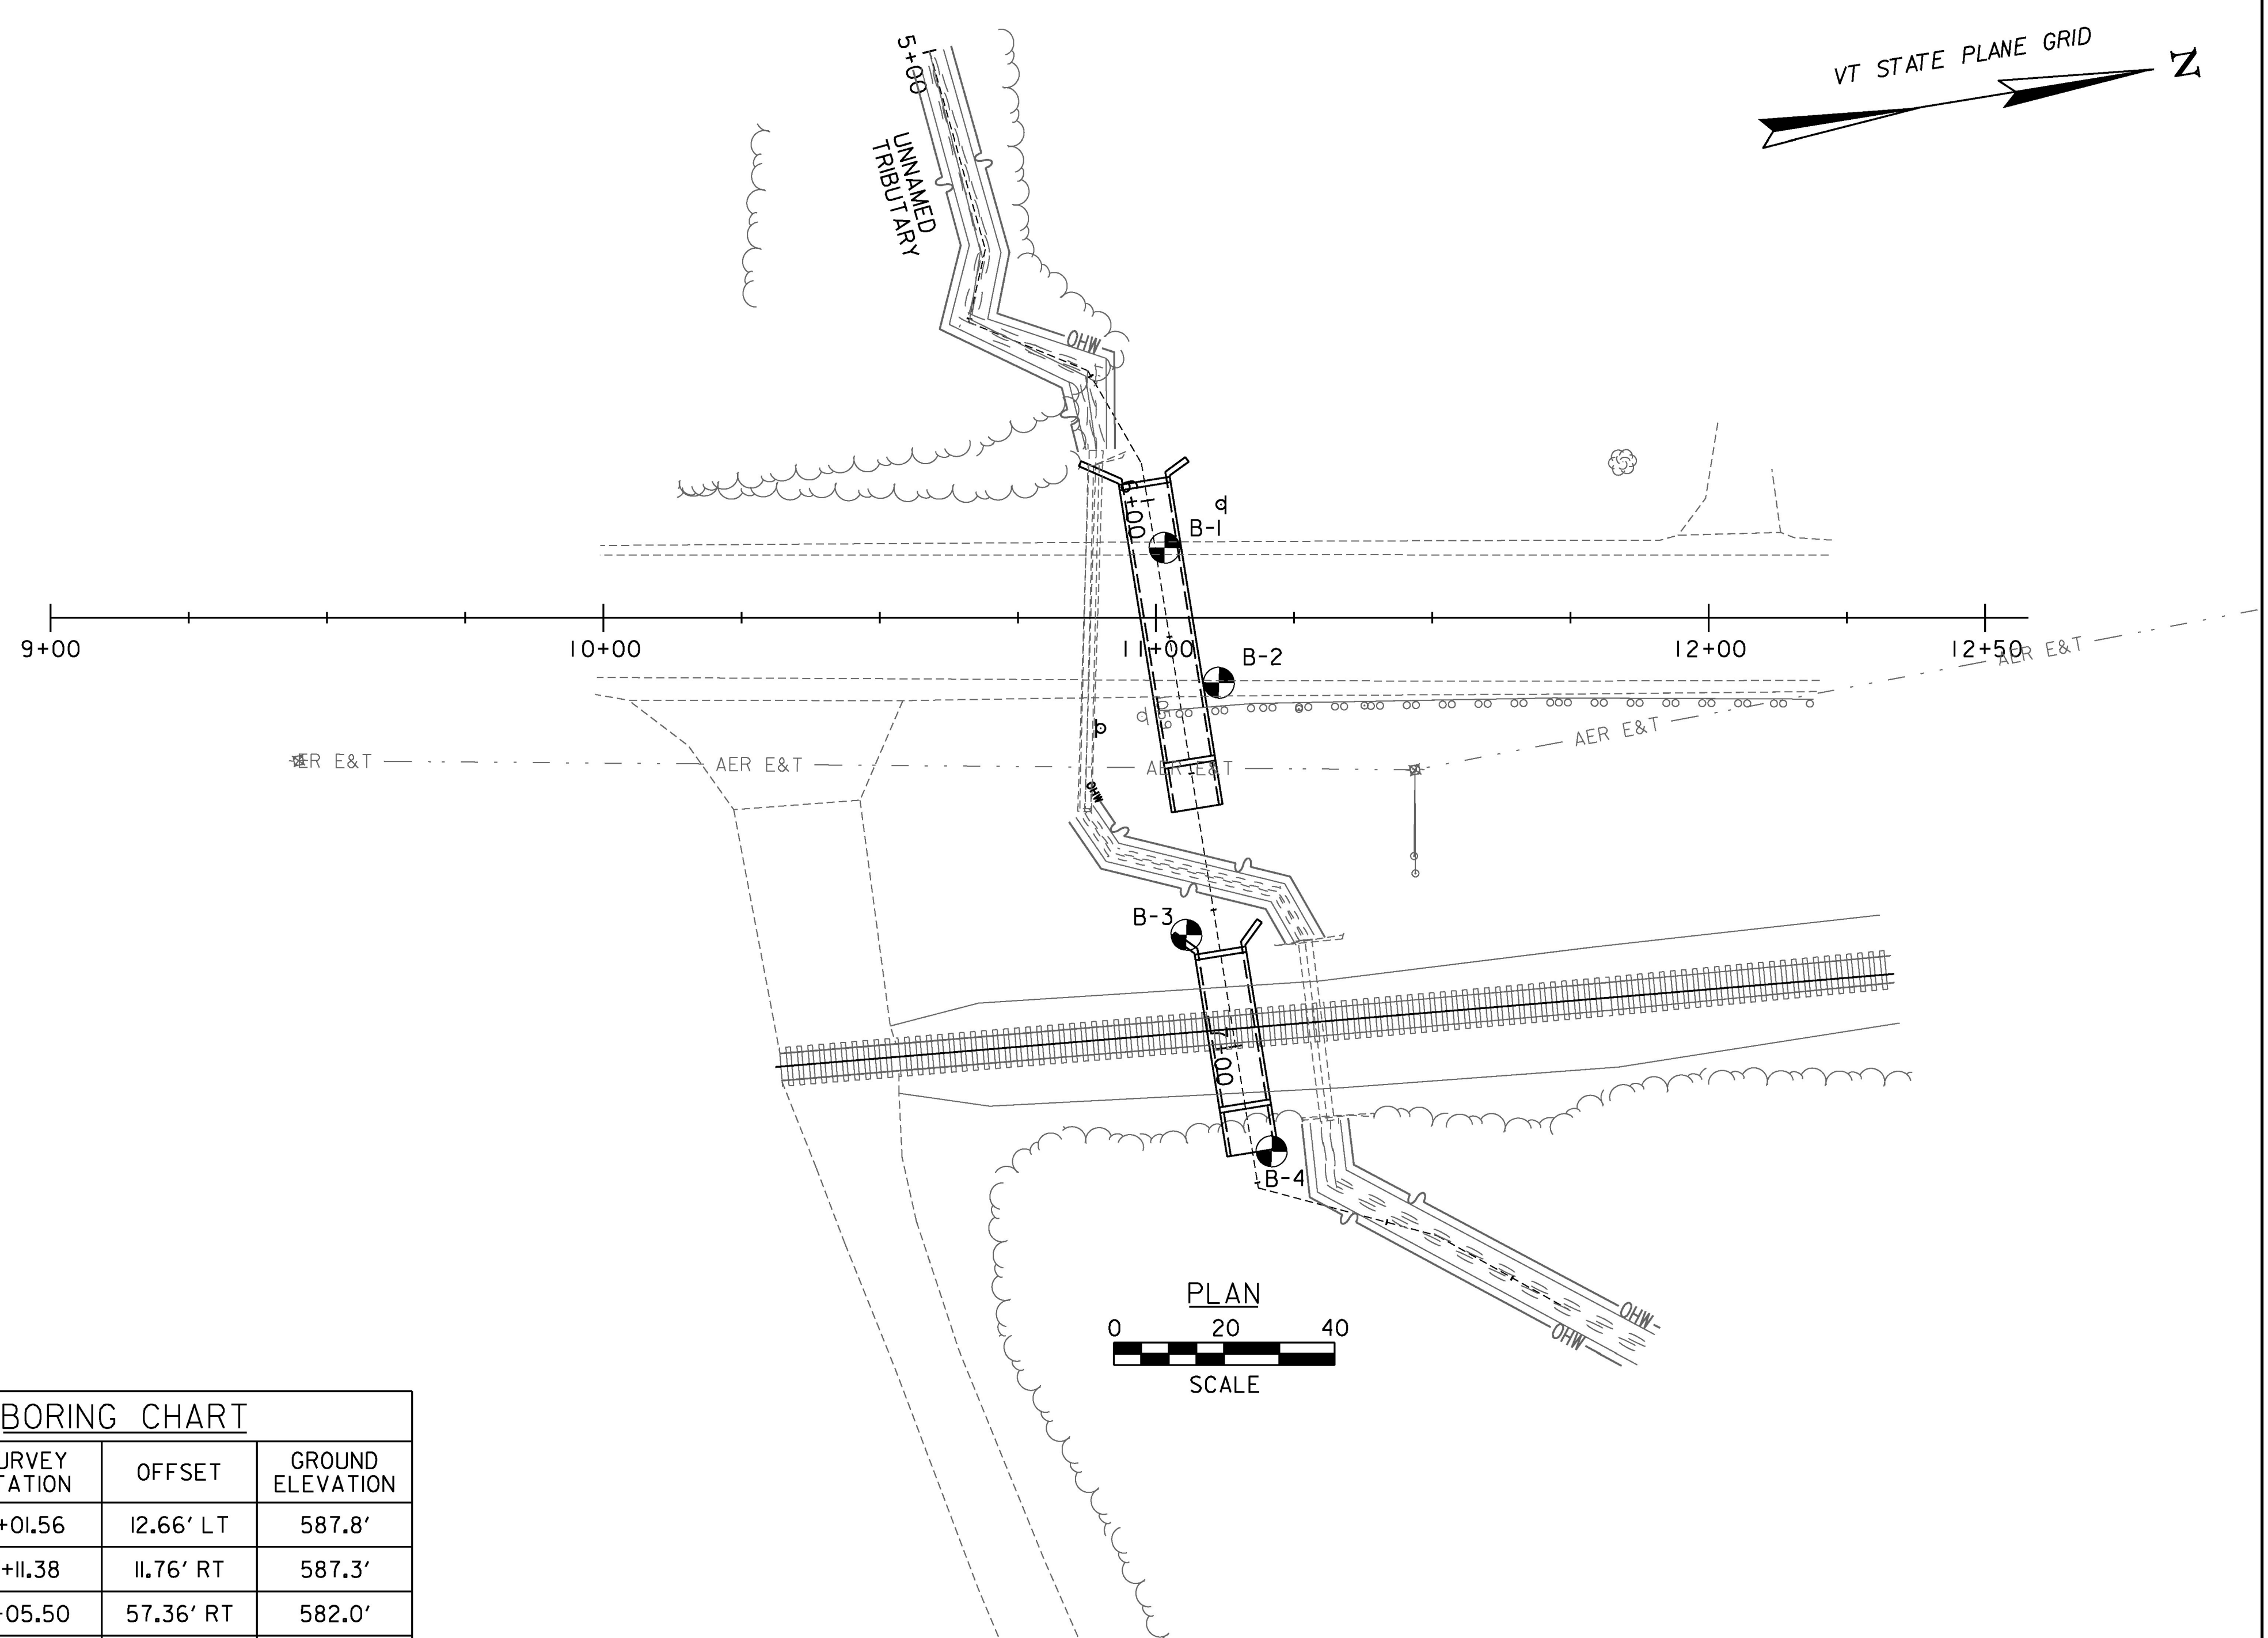 5+00
VT STATE PLANE GRID
N
UNNAMED
TRIBUTARY
OHW
6+00
B-1
9+00
10+00
11+00
12+00
12+50
B-2
AER E&T
AER E&T
ER E&T
AER E&T
AER E&T
OHW
B-3
7+00
B-4
PLAN
0 20 40
SCALE
OHW
OHW
BORING CHART
URVEY
TATION
OFFSET
GROUND
ELEVATION
+01.56 12.66' LT 587.8'
+11.38 11.76' RT 587.3'
+05.50 57.36' RT 582.0'